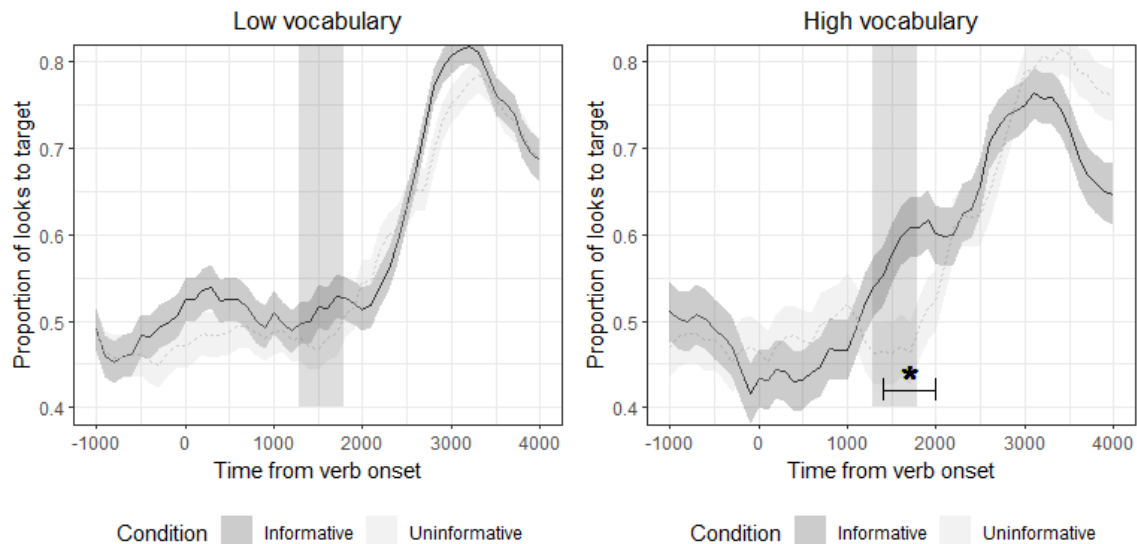 Low vocabulary
Proportion of looks to target
0.8
0.7
0.6
0.5
0.4
-1000 0 1000 2000 3000 4000
Time from verb onset
Condition Informative Uninformative
High vocabulary
Proportion of looks to target
0.8
0.7
0.6
0.5
0.4
*
-1000 0 1000 2000 3000 4000
Time from verb onset
Condition Informative Uninformative